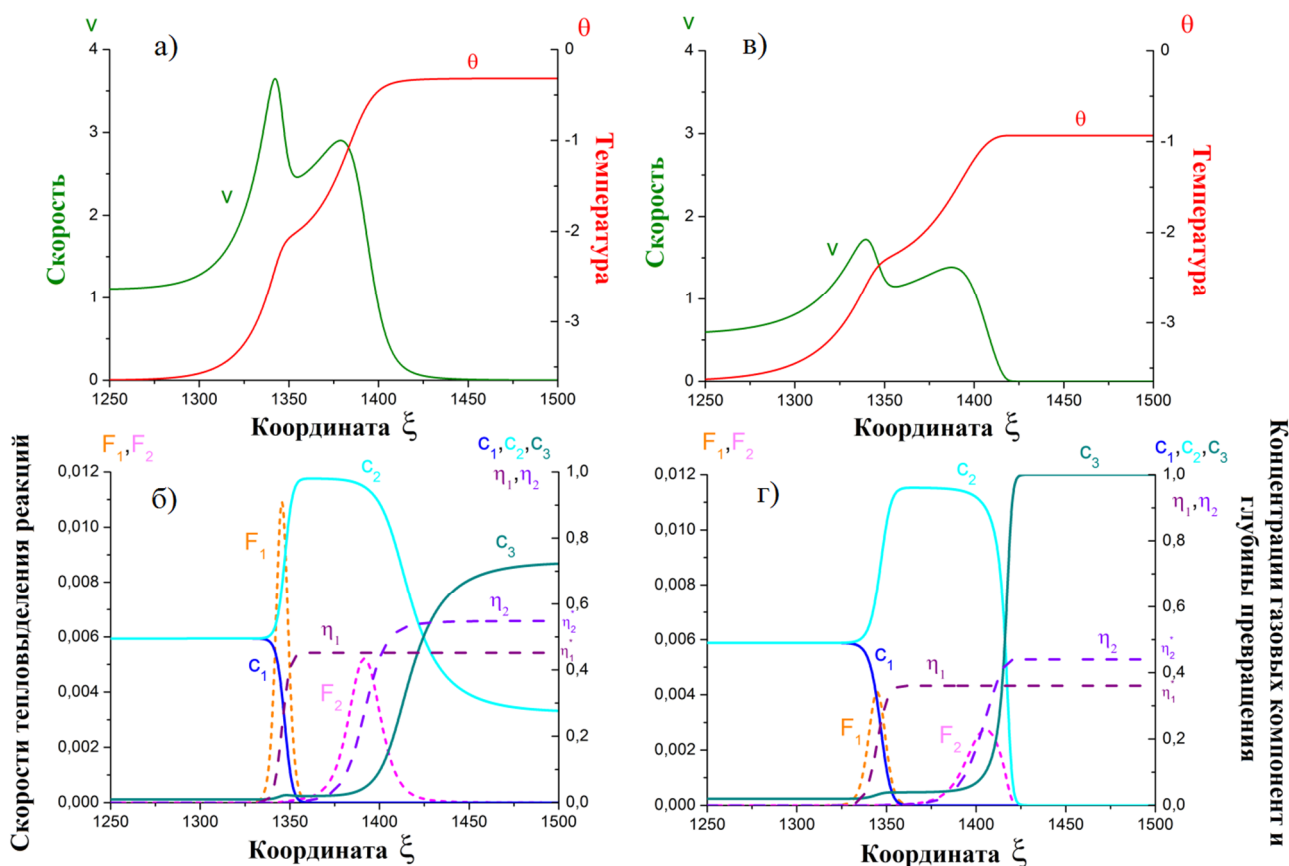 v
θ
а)
4
3
2
1
0
0
-1
-2
-3
θ
v
Скорость
Температура
1250 1300 1350 1400 1450 1500
Координата ξ
v
θ
в)
4
3
2
1
0
0
-1
-2
-3
θ
v
Скорость
Температура
1250 1300 1350 1400 1450 1500
Координата ξ
Скорости тепловыделения реакций
F1,F2
c1,c2,c3
η1,η2
б)
0,012
0,010
0,008
0,006
0,004
0,002
0,000
1,0
0,8
0,6
0,4
0,2
0,0
c2
F1
c3
η2
η1
c1
F2
η2*
η1*
1250 1300 1350 1400 1450 1500
Координата ξ
F1,F2
c1,c2,c3
η1,η2
г)
0,012
0,010
0,008
0,006
0,004
0,002
0,000
1,0
0,8
0,6
0,4
0,2
0,0
c2
c3
c1
η1
η2
F1
F2
η2*
η1*
1250 1300 1350 1400 1450 1500
Координата ξ
Концентрации газовых компонент и
глубины превращения